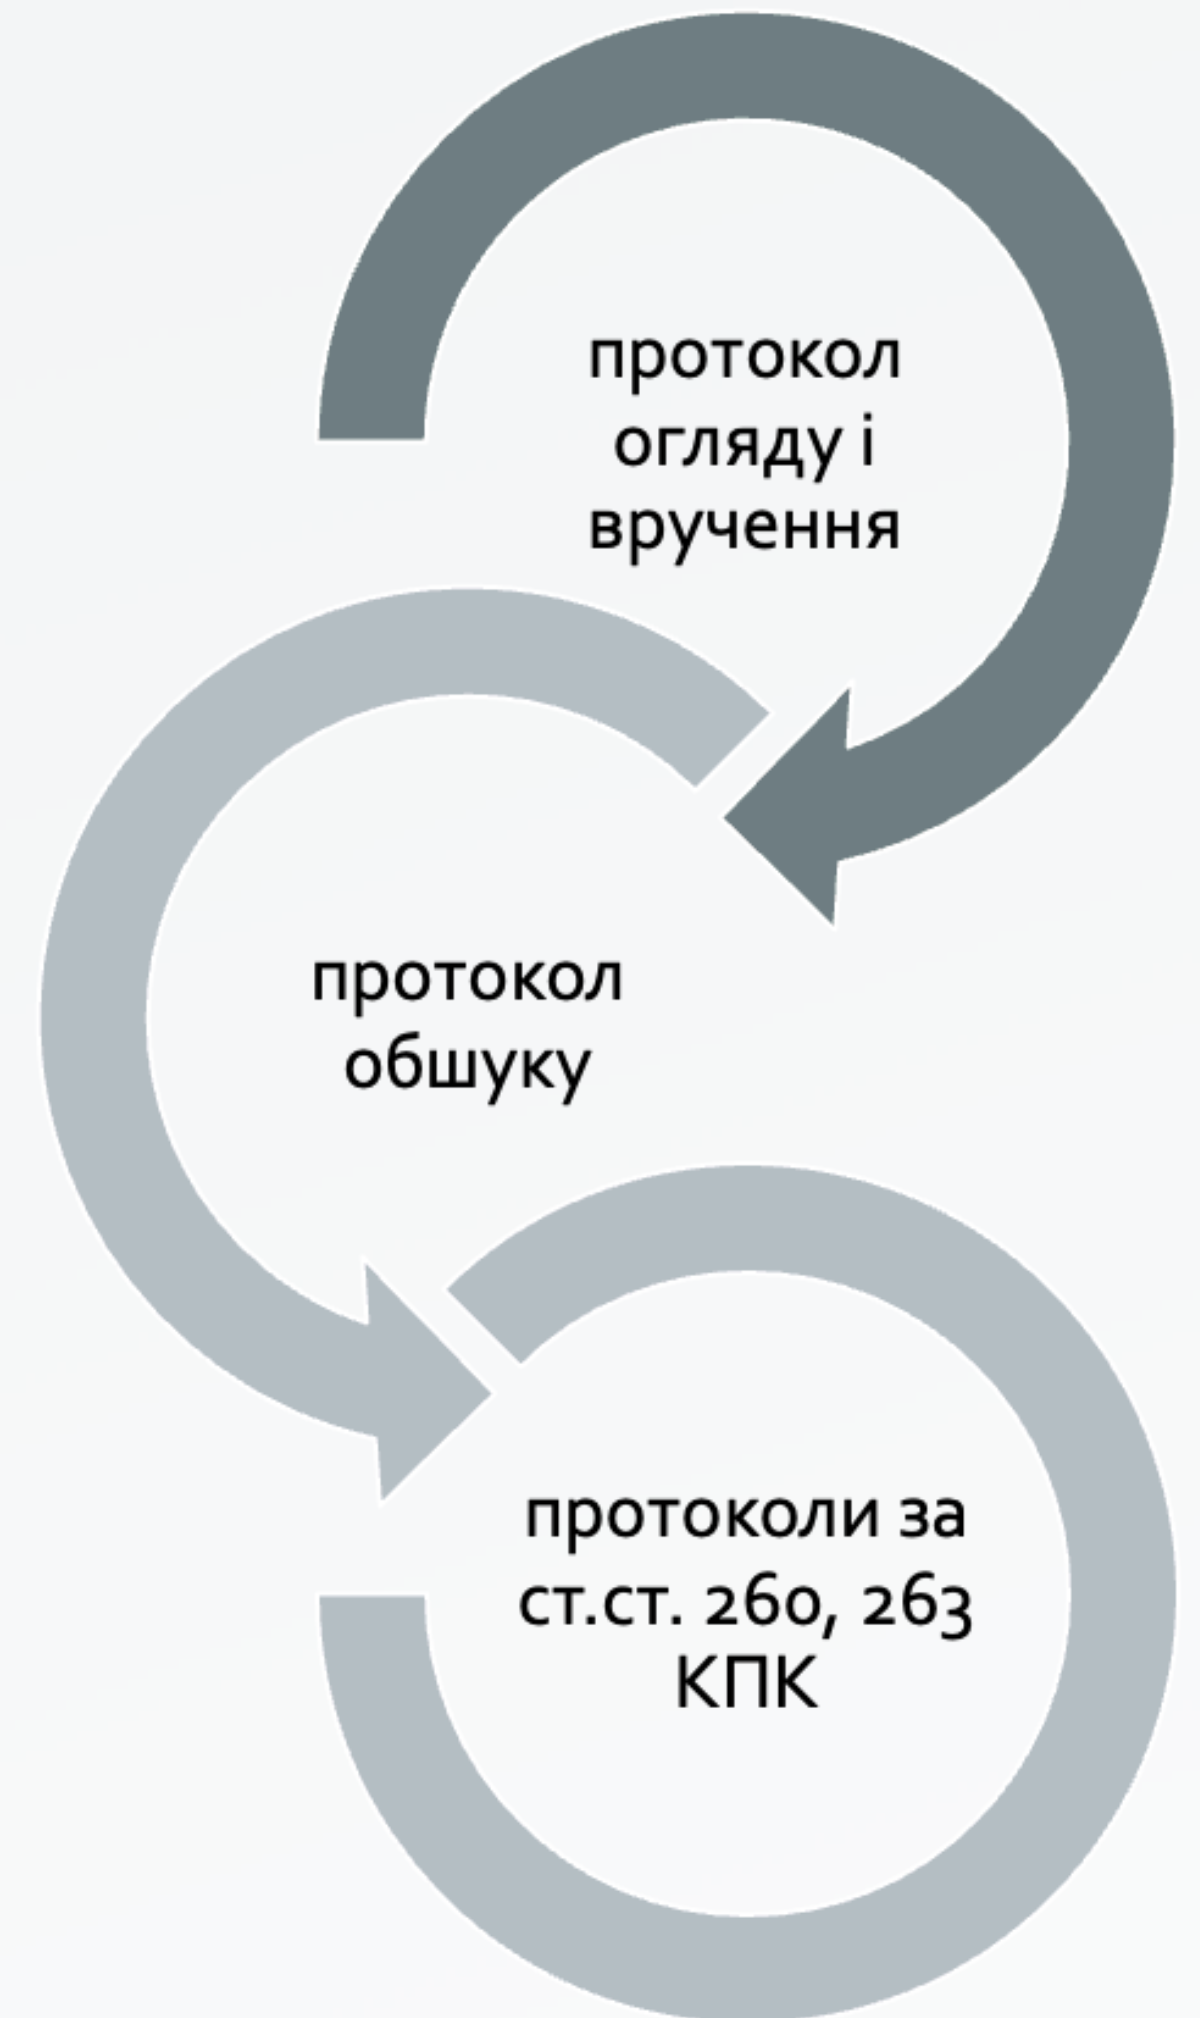 протокол
огляду і
вручення
протокол
обшуку
протоколи за
ст.ст. 260, 263
КПК